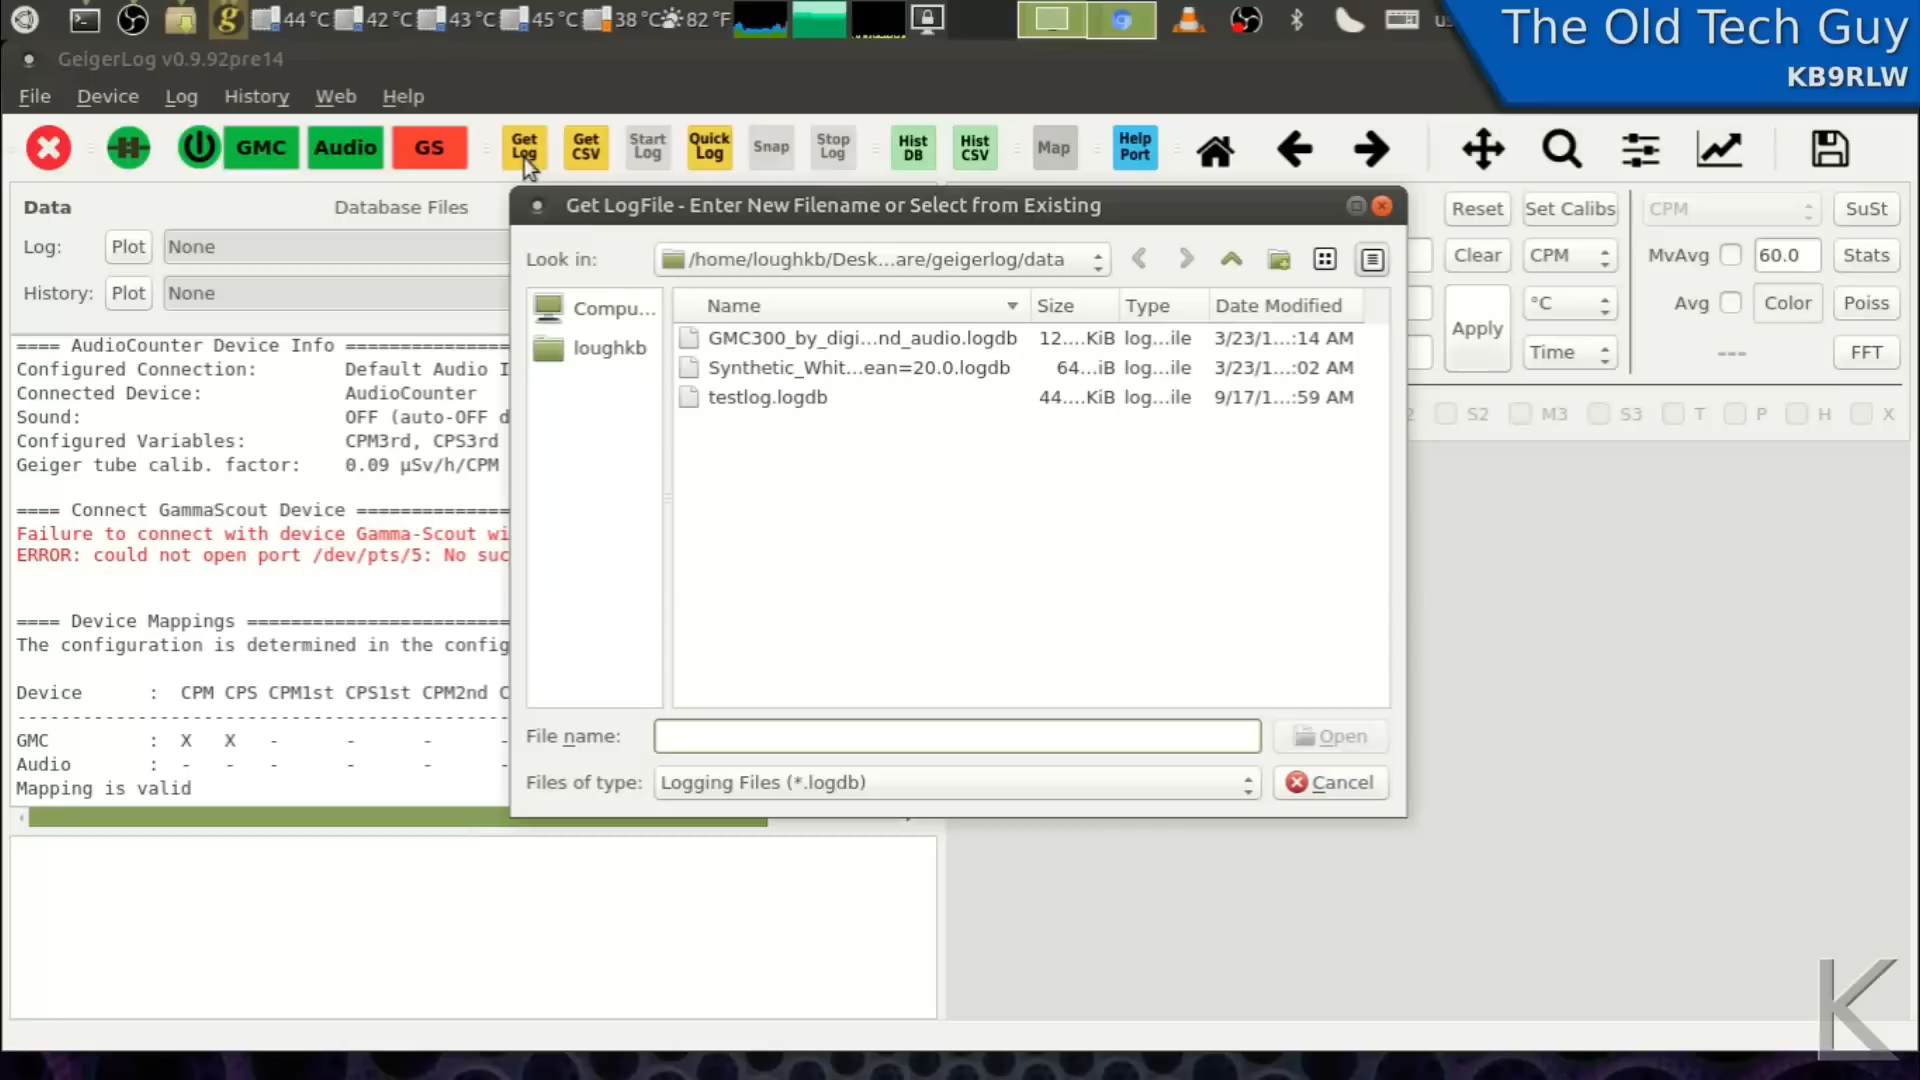 44 °C 42 °C 43 °C 45 °C 38 °C 82 °F
The Old Tech Guy
KB9RLW
GeigerLog v0.9.92pre14
File Device Log History Web Help
GMC Audio GS Get Log Get CSV Start Log Quick Log Snap Stop Log Hist DB Hist CSV Map Help Port
Data Database Files
Log: Plot None
History: Plot None
Get LogFile - Enter New Filename or Select from Existing
Look in: /home/loughkb/Desk...are/geigerlog/data
Compu...
loughkb
Name Size Type Date Modified
GMC300_by_digi...nd_audio.logdb 12....KiB log...ile 3/23/1...:14 AM
Synthetic_Whit...ean=20.0.logdb 64...iB log...ile 3/23/1...:02 AM
testlog.logdb 44....KiB log...ile 9/17/1...:59 AM
File name: Open
Files of type: Logging Files (*.logdb) Cancel
Reset Set Calibs CPM SuSt
Clear CPM MvAvg 60.0 Stats
Apply °C Avg Color Poiss
Time --- FFT
S2 M3 S3 T P H X
==== AudioCounter Device Info ===============
Configured Connection: Default Audio I
Connected Device: AudioCounter
Sound: OFF (auto-OFF d
Configured Variables: CPM3rd, CPS3rd
Geiger tube calib. factor: 0.09 µSv/h/CPM
==== Connect GammaScout Device ==============
Failure to connect with device Gamma-Scout wi
ERROR: could not open port /dev/pts/5: No suc
==== Device Mappings ========================
The configuration is determined in the config
Device : CPM CPS CPM1st CPS1st CPM2nd C
---------------------------------------------
GMC : X X - - - -
Audio : - - - - - -
Mapping is valid
K